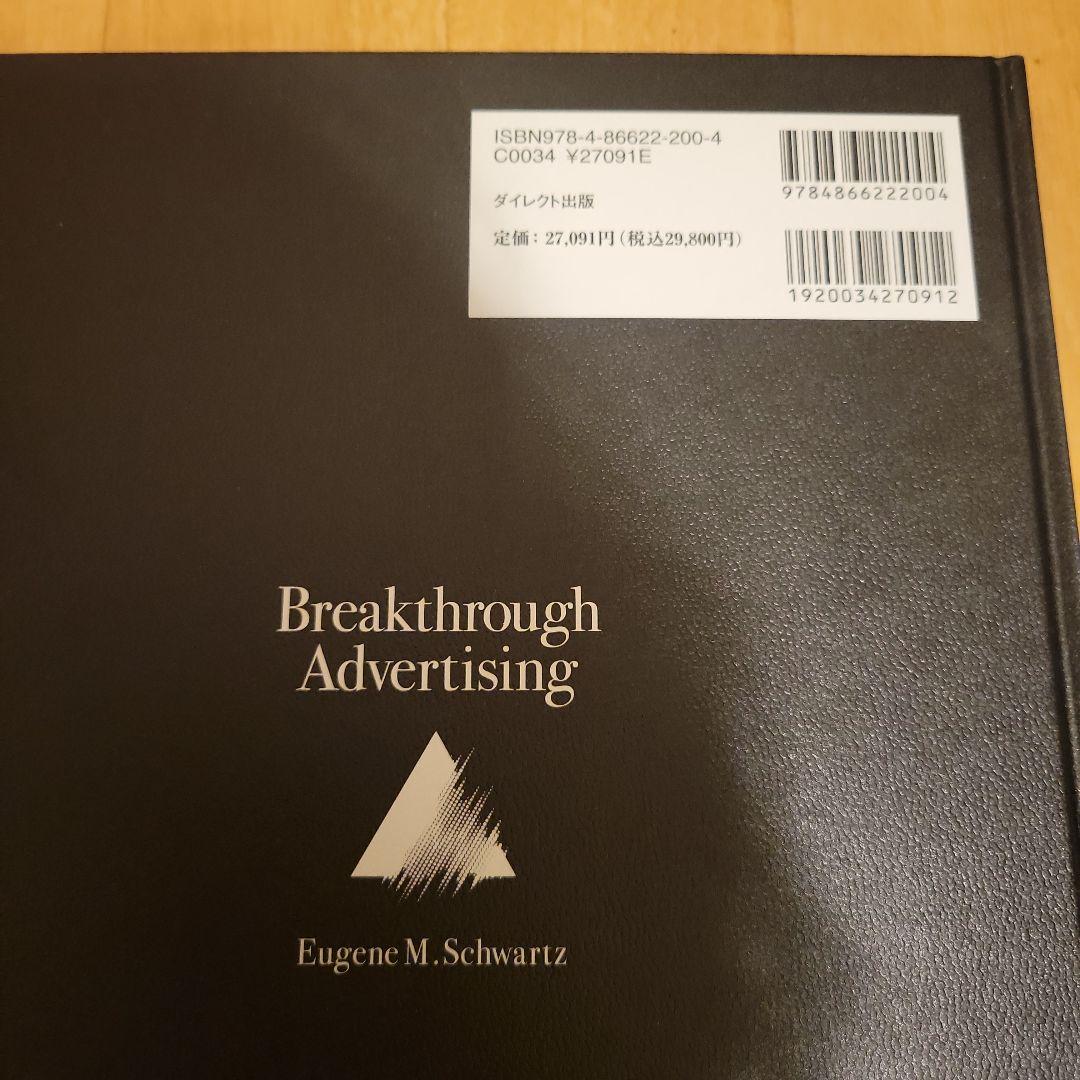 ISBN978-4-86622-200-4
C0034 ¥27091E
9784866222004
ダイレクト出版
定価：27,091円（税込29,800円）
1920034270912
Breakthrough
Advertising
Eugene M. Schwartz